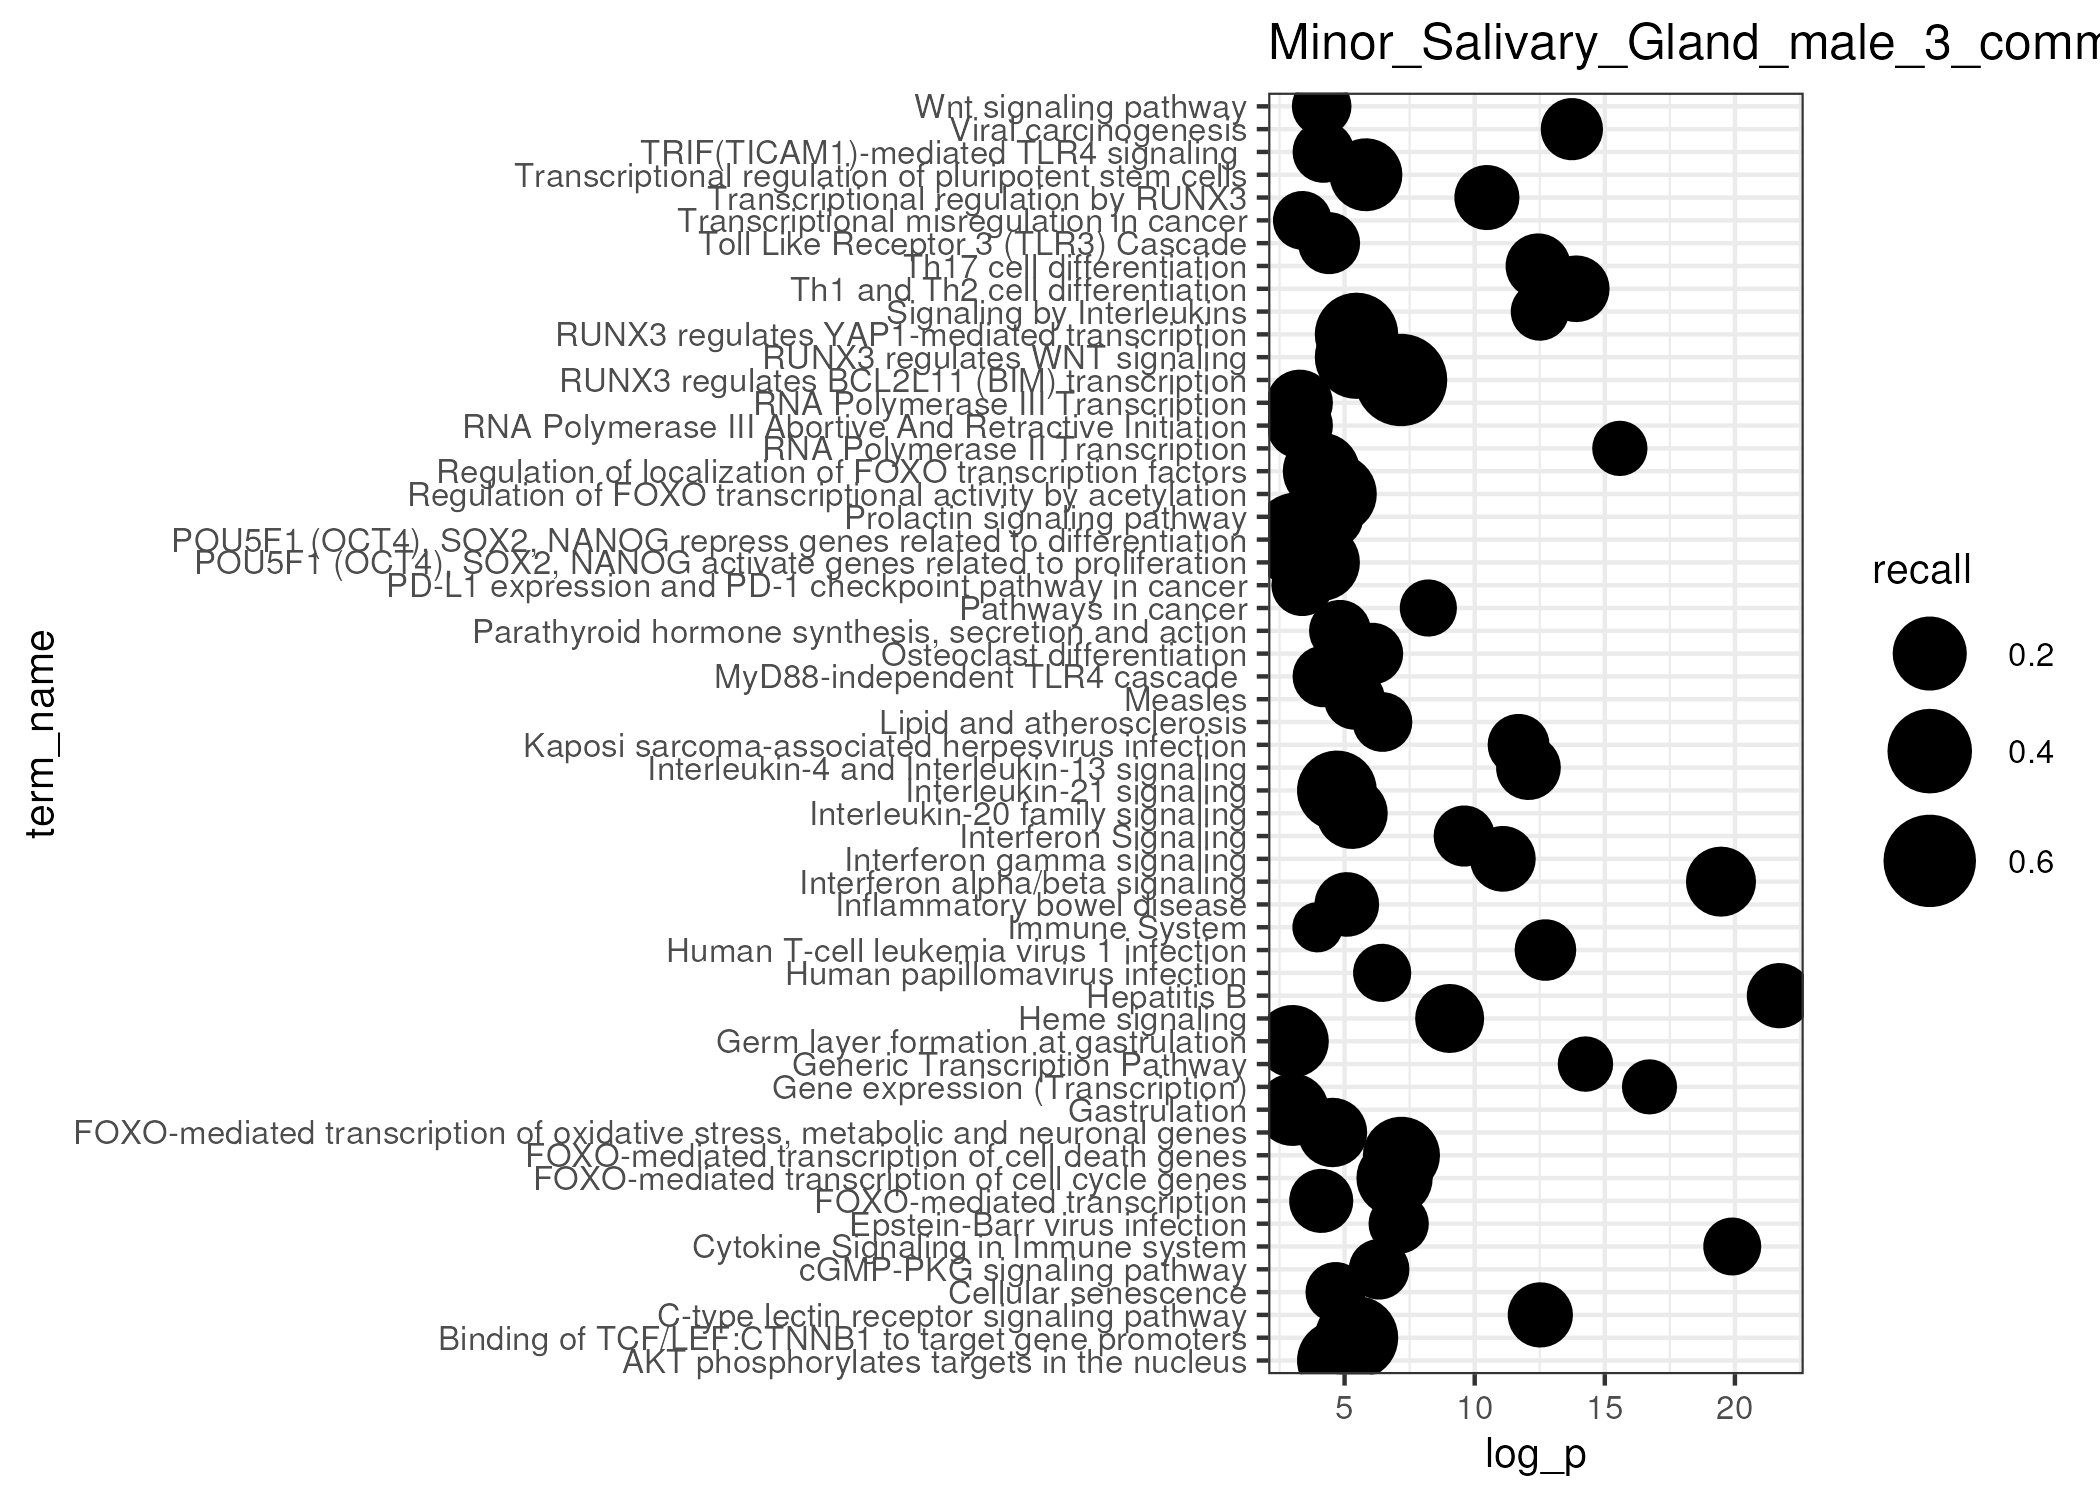 Minor_Salivary_Gland_male_3_comm
Wnt signaling pathway
Viral carcinogenesis
TRIF(TICAM1)-mediated TLR4 signaling
Transcriptional regulation of pluripotent stem cells
Transcriptional regulation by RUNX3
Transcriptional misregulation in cancer
Toll Like Receptor 3 (TLR3) Cascade
Th17 cell differentiation
Th1 and Th2 cell differentiation
Signaling by Interleukins
RUNX3 regulates YAP1-mediated transcription
RUNX3 regulates WNT signaling
RUNX3 regulates BCL2L11 (BIM) transcription
RNA Polymerase III Transcription
RNA Polymerase III Abortive And Retractive Initiation
RNA Polymerase II Transcription
Regulation of localization of FOXO transcription factors
Regulation of FOXO transcriptional activity by acetylation
Prolactin signaling pathway
POU5F1 (OCT4), SOX2, NANOG repress genes related to differentiation
POU5F1 (OCT4), SOX2, NANOG activate genes related to proliferation
PD-L1 expression and PD-1 checkpoint pathway in cancer
Pathways in cancer
Parathyroid hormone synthesis, secretion and action
Osteoclast differentiation
MyD88-independent TLR4 cascade
Measles
Lipid and atherosclerosis
Kaposi sarcoma-associated herpesvirus infection
Interleukin-4 and Interleukin-13 signaling
Interleukin-21 signaling
Interleukin-20 family signaling
Interferon Signaling
Interferon gamma signaling
Interferon alpha/beta signaling
Inflammatory bowel disease
Immune System
Human T-cell leukemia virus 1 infection
Human papillomavirus infection
Hepatitis B
Heme signaling
Germ layer formation at gastrulation
Generic Transcription Pathway
Gene expression (Transcription)
Gastrulation
FOXO-mediated transcription of oxidative stress, metabolic and neuronal genes
FOXO-mediated transcription of cell death genes
FOXO-mediated transcription of cell cycle genes
FOXO-mediated transcription
Epstein-Barr virus infection
Cytokine Signaling in Immune system
cGMP-PKG signaling pathway
Cellular senescence
C-type lectin receptor signaling pathway
Binding of TCF/LEF:CTNNB1 to target gene promoters
AKT phosphorylates targets in the nucleus
term_name
5 10 15 20
log_p
recall
0.2
0.4
0.6